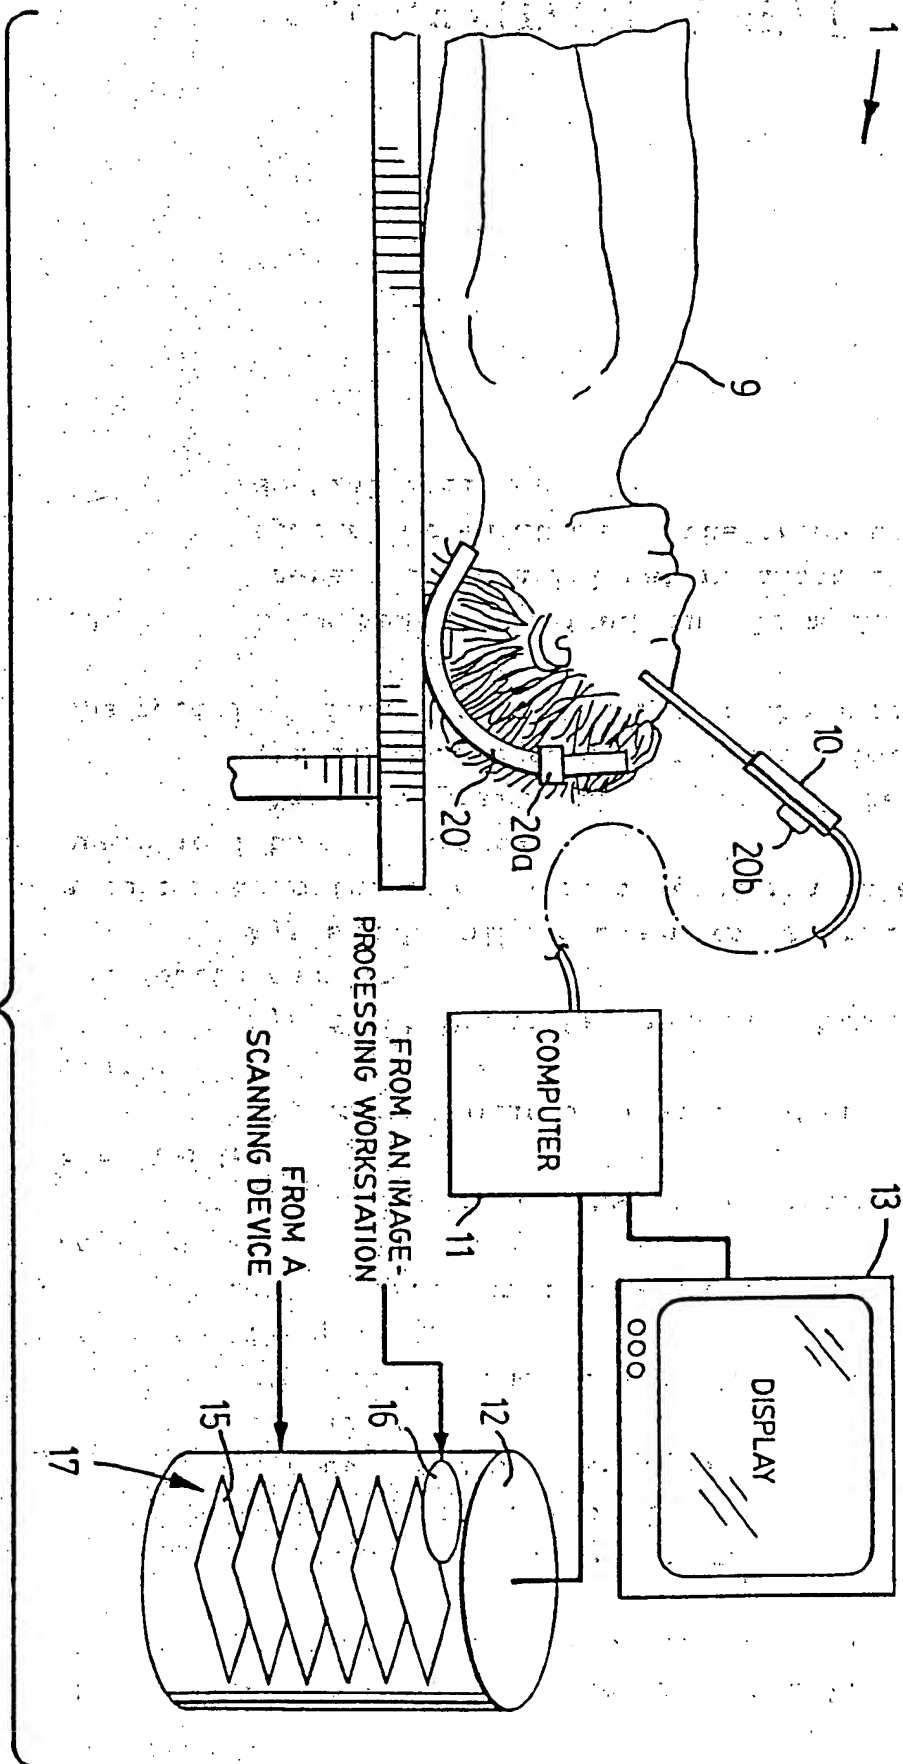 1
9
10
20b
20a
20
COMPUTER
11
13
DISPLAY
FROM AN IMAGE-
PROCESSING WORKSTATION
FROM A
SCANNING DEVICE
12
16
15
17